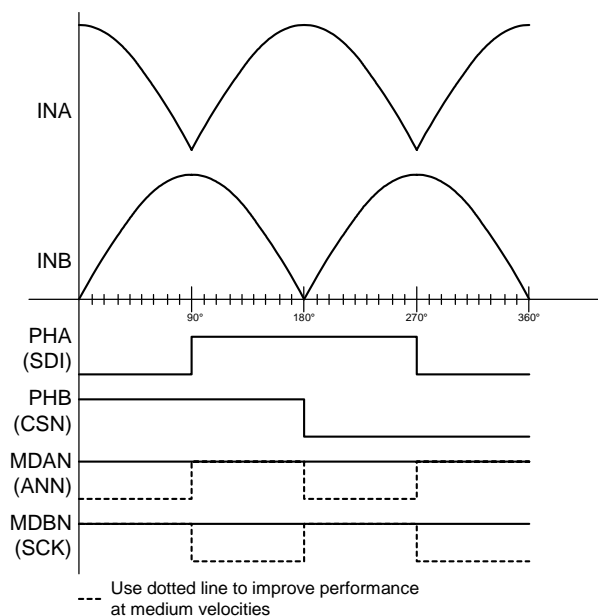 INA
INB
90°
180°
270°
360°
PHA
(SDI)
PHB
(CSN)
MDAN
(ANN)
MDBN
(SCK)
Use dotted line to improve performance
at medium velocities